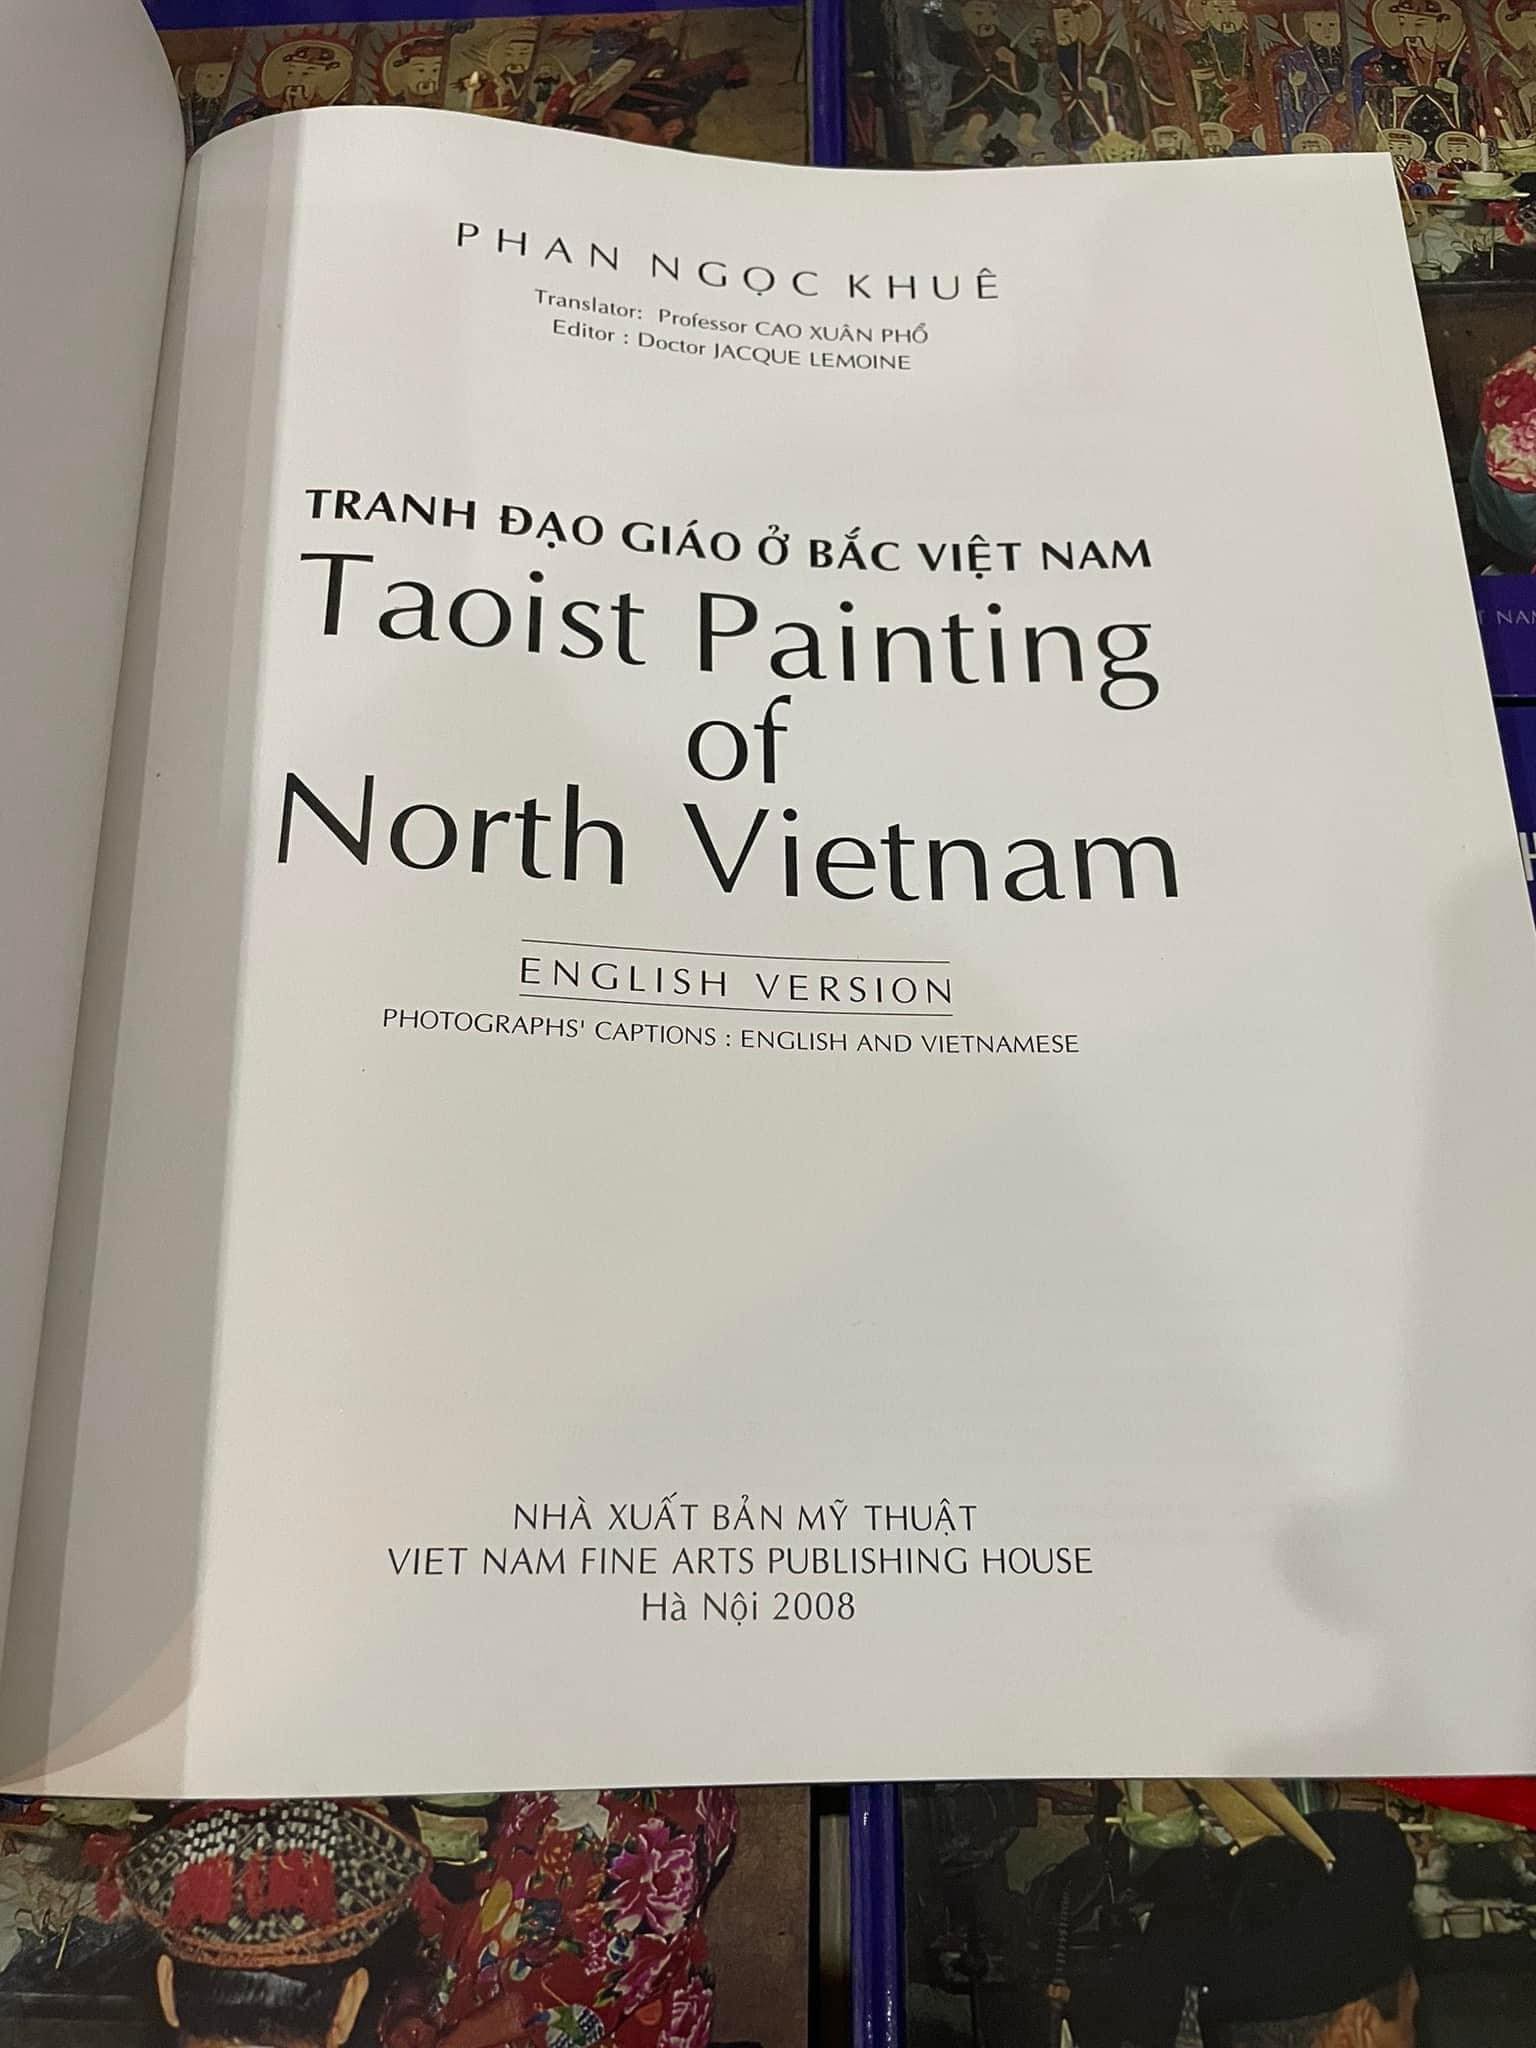 PHAN NGỌC KHUÊ
Translator: Professor CAO XUÂN PHỔ
Editor : Doctor JACQUE LEMOINE
TRANH ĐẠO GIÁO Ở BẮC VIỆT NAM
Taoist Painting
of
North Vietnam
ENGLISH VERSION
PHOTOGRAPHS' CAPTIONS : ENGLISH AND VIETNAMESE
NHÀ XUẤT BẢN MỸ THUẬT
VIET NAM FINE ARTS PUBLISHING HOUSE
Hà Nội 2008